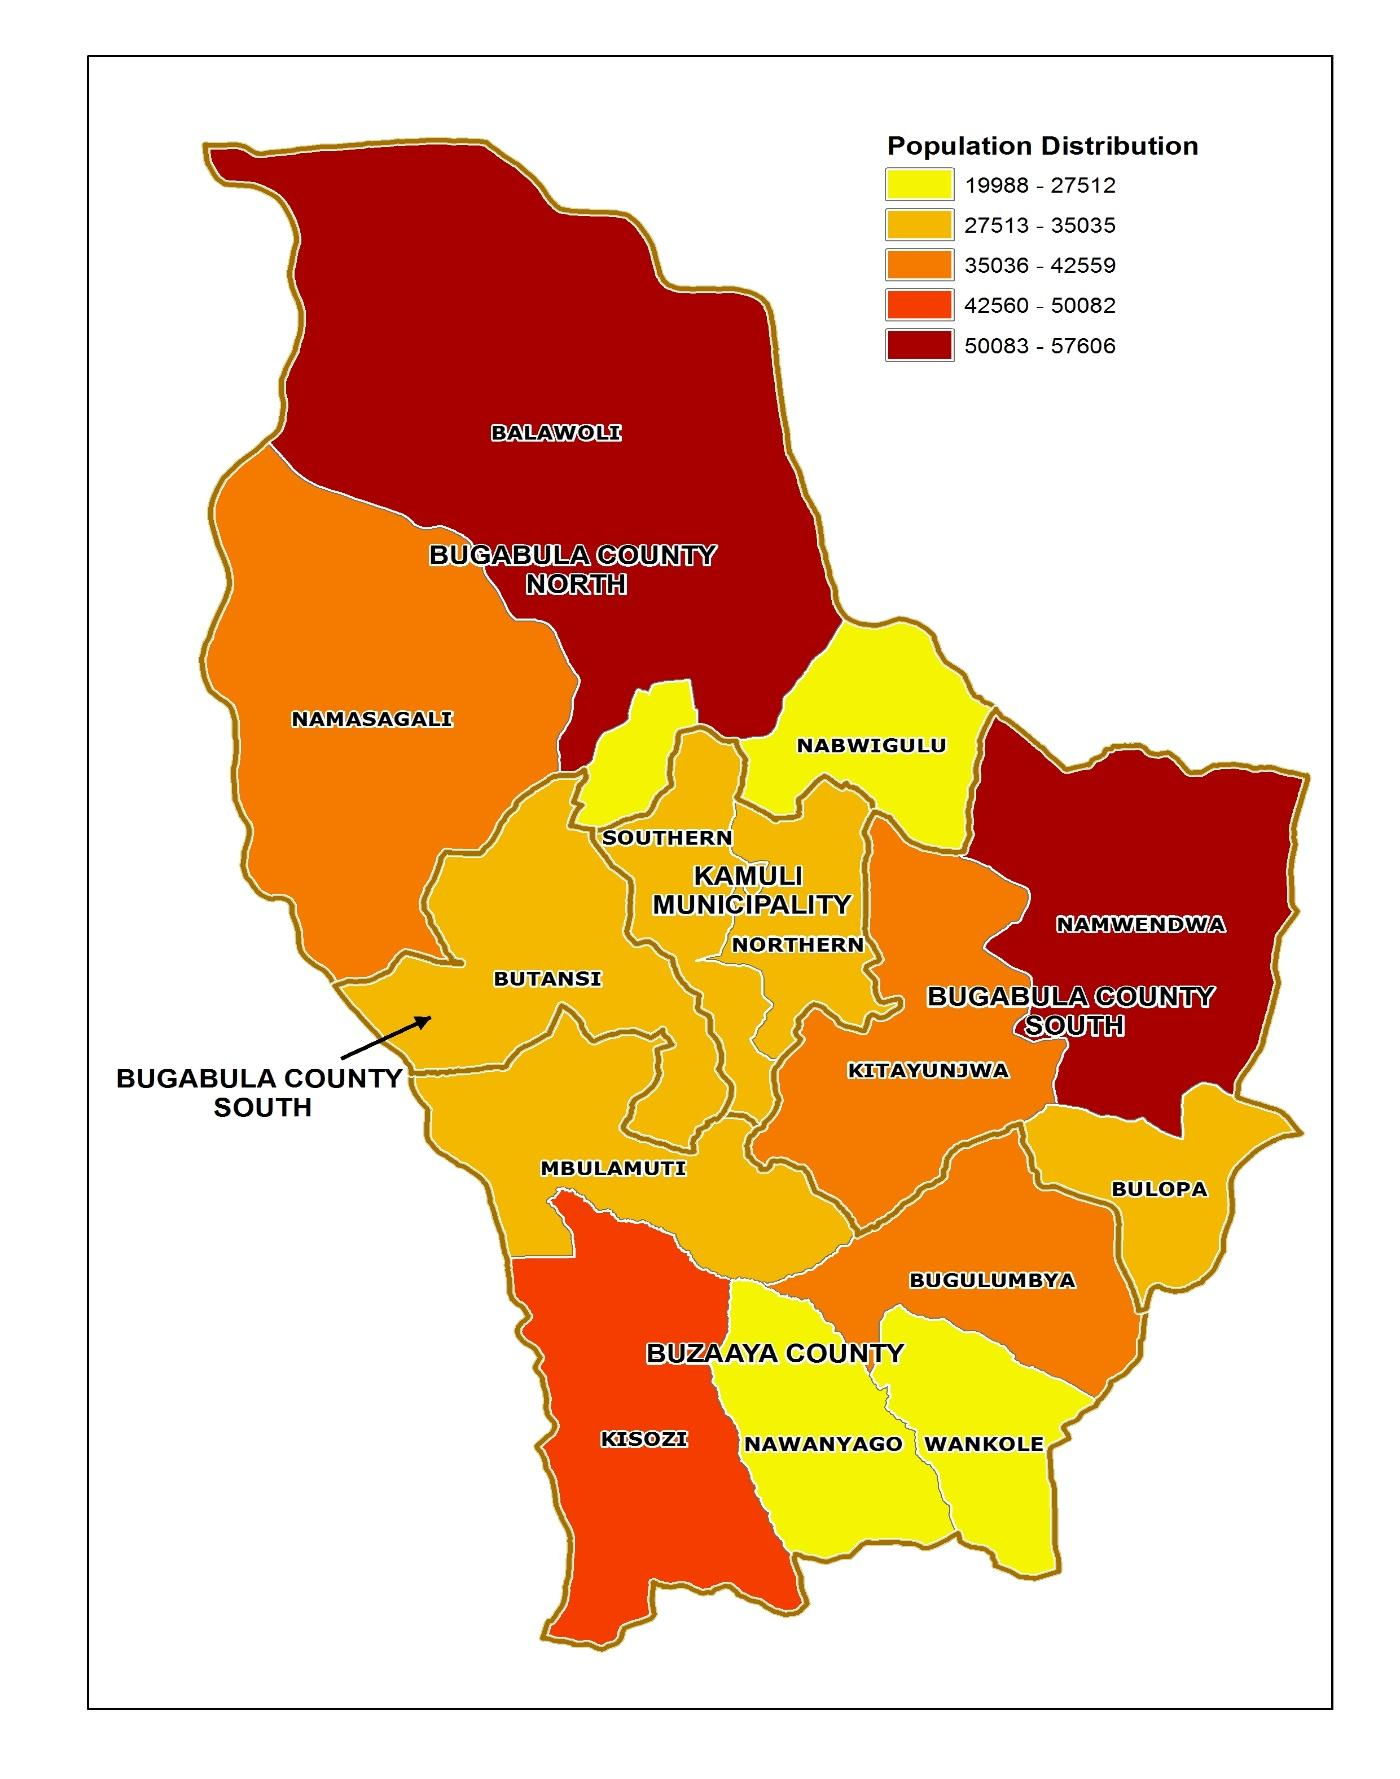 Population Distribution
19988 - 27512
27513 - 35035
35036 - 42559
42560 - 50082
50083 - 57606
BALAWOLI
BUGABULA COUNTY
NORTH
NAMASAGALI
NABWIGULU
SOUTHERN
KAMULI
MUNICIPALITY
NORTHERN
NAMWENDWA
BUTANSI
BUGABULA COUNTY
SOUTH
KITAYUNJWA
BUGABULA COUNTY
SOUTH
MBULAMUTI
BULOPA
BUGULUMBYA
BUZAAYA COUNTY
KISOZI
NAWANYAGO
WANKOLE